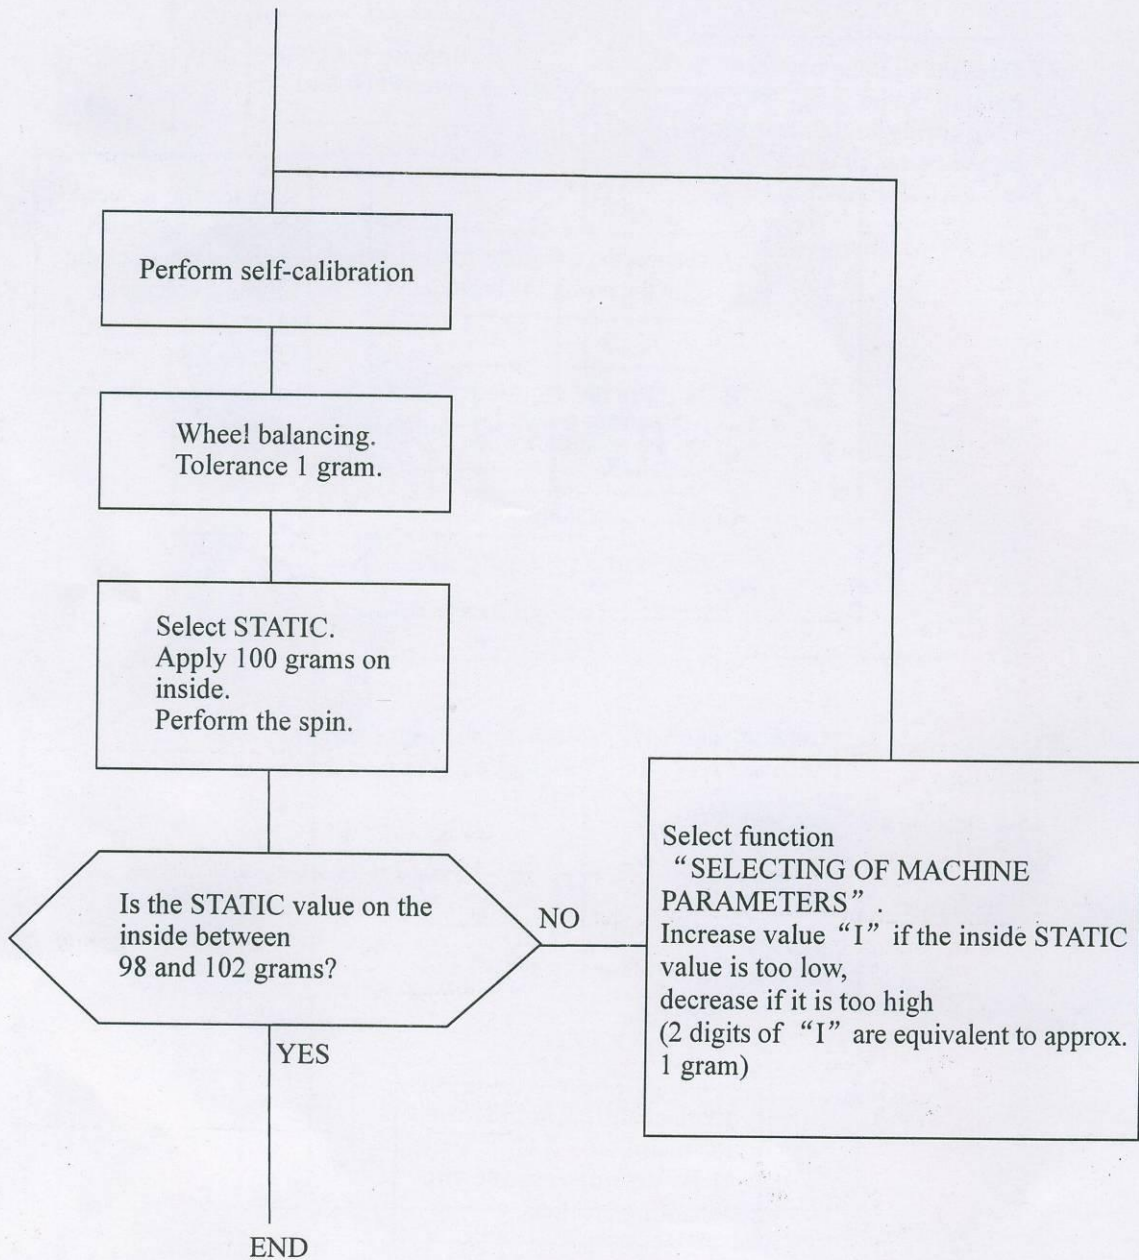 Perform self-calibration
Wheel balancing.
Tolerance 1 gram.
Select STATIC.
Apply 100 grams on
inside.
Perform the spin.
Is the STATIC value on the
inside between
98 and 102 grams?
NO
YES
Select function
“SELECTING OF MACHINE
PARAMETERS” .
Increase value “I” if the inside STATIC
value is too low,
decrease if it is too high
(2 digits of “I” are equivalent to approx.
1 gram)
END